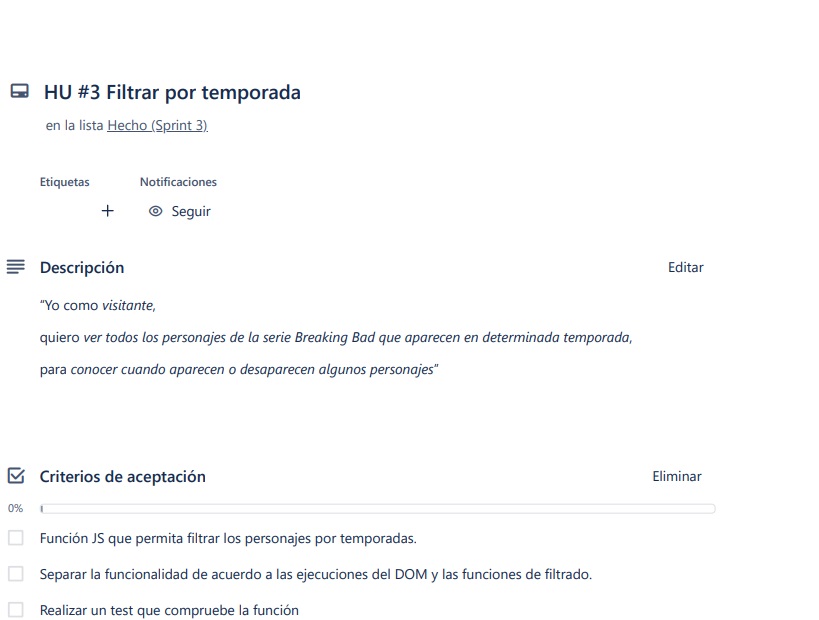 HU #3 Filtrar por temporada
en la lista Hecho (Sprint 3)
Etiquetas Notificaciones
+ Seguir
Descripción Editar
“Yo como visitante,
quiero ver todos los personajes de la serie Breaking Bad que aparecen en determinada temporada,
para conocer cuando aparecen o desaparecen algunos personajes”
Criterios de aceptación Eliminar
0%
Función JS que permita filtrar los personajes por temporadas.
Separar la funcionalidad de acuerdo a las ejecuciones del DOM y las funciones de filtrado.
Realizar un test que compruebe la función